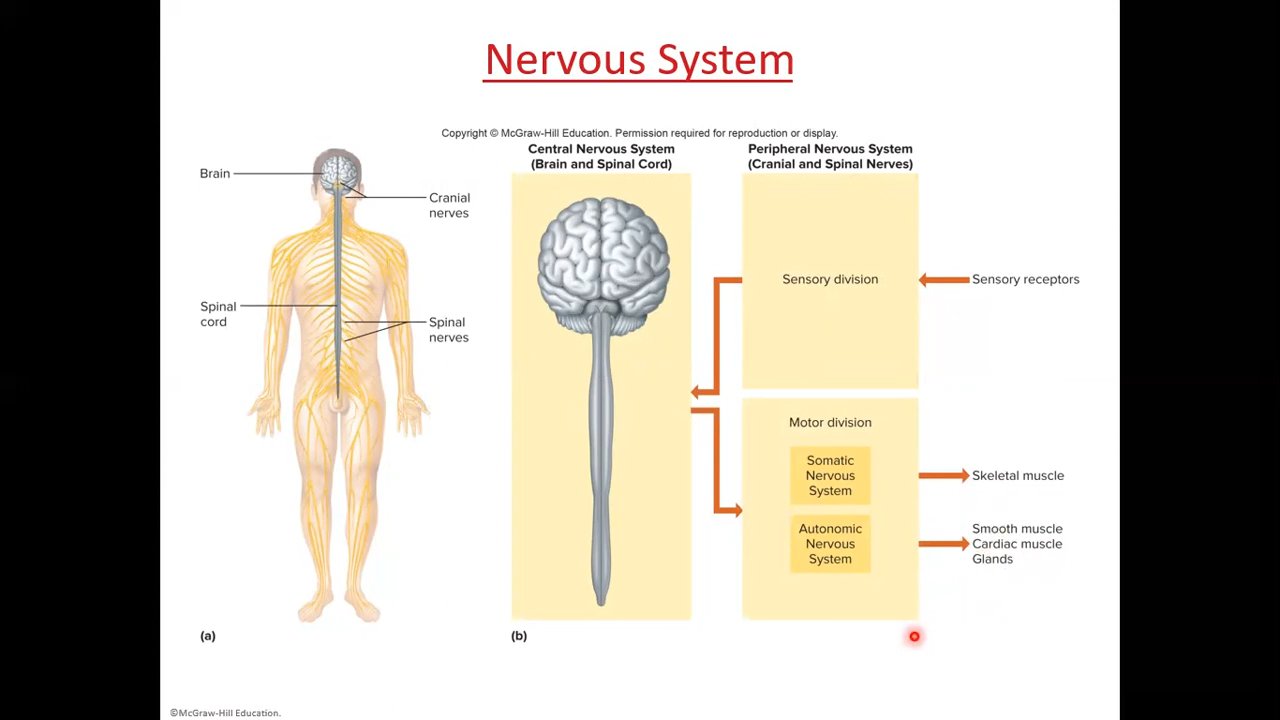 Nervous System
Copyright © McGraw-Hill Education. Permission required for reproduction or display.
Brain
Cranial
nerves
Spinal
cord
Spinal
nerves
(a)
Central Nervous System
(Brain and Spinal Cord)
(b)
Peripheral Nervous System
(Cranial and Spinal Nerves)
Sensory division
Sensory receptors
Motor division
Somatic
Nervous
System
Skeletal muscle
Autonomic
Nervous
System
Smooth muscle
Cardiac muscle
Glands
©McGraw-Hill Education.